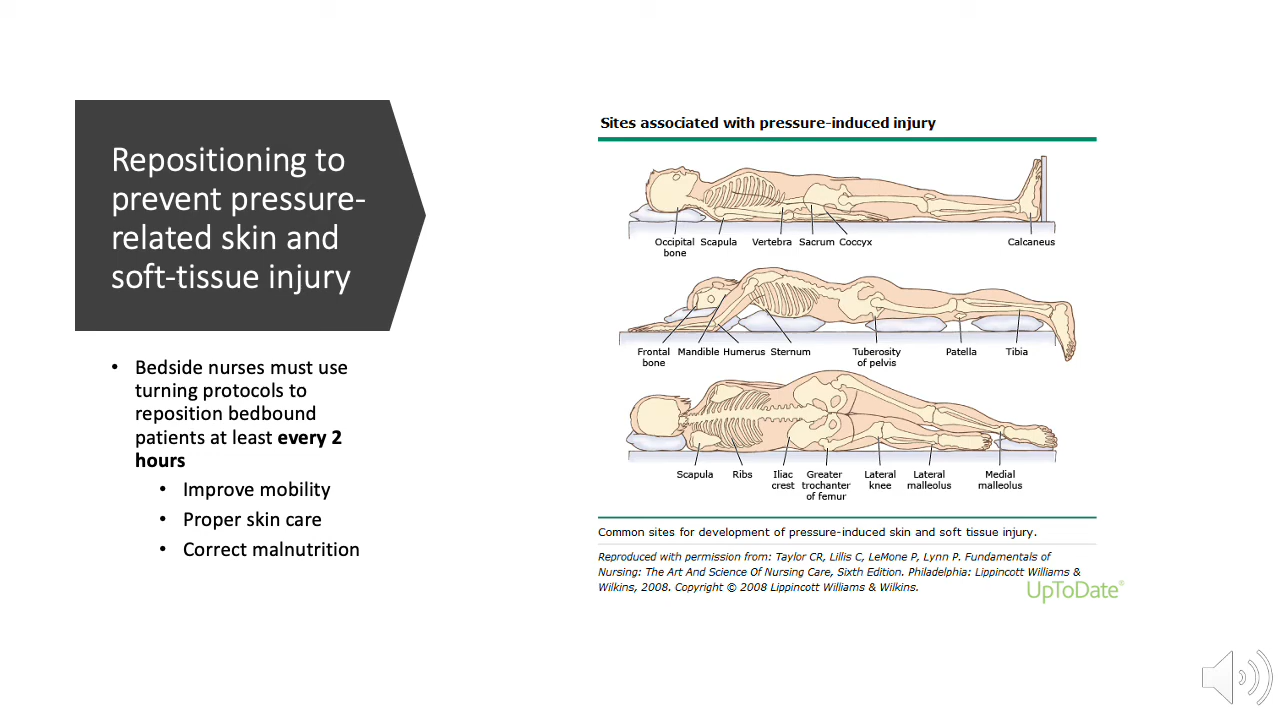 Repositioning to
prevent pressure-
related skin and
soft-tissue injury
• Bedside nurses must use
turning protocols to
reposition bedbound
patients at least every 2
hours
• Improve mobility
• Proper skin care
• Correct malnutrition
Sites associated with pressure-induced injury
Occipital bone Scapula Vertebra Sacrum Coccyx Calcaneus
Frontal bone Mandible Humerus Sternum Tuberosity of pelvis Patella Tibia
Scapula Ribs Iliac crest Greater trochanter of femur Lateral knee Lateral malleolus Medial malleolus
Common sites for development of pressure-induced skin and soft tissue injury.
Reproduced with permission from: Taylor CR, Lillis C, LeMone P, Lynn P. Fundamentals of
Nursing: The Art And Science Of Nursing Care, Sixth Edition. Philadelphia: Lippincott Williams &
Wilkins, 2008. Copyright © 2008 Lippincott Williams & Wilkins.
UpToDate®